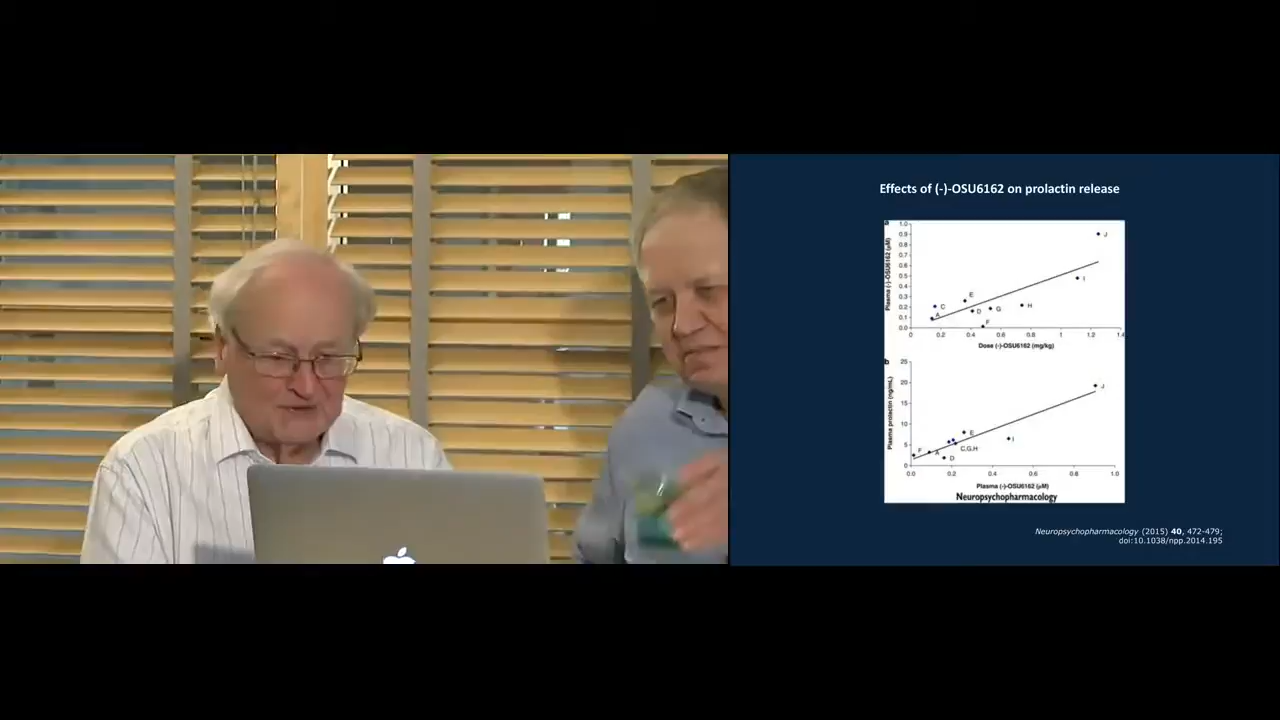 Effects of (-)-OSU6162 on prolactin release
a
1.0
0.9
0.8
0.7
0.6
0.5
0.4
0.3
0.2
0.1
0.0
Plasma (-)-OSU6162 (µM)
J
I
E
C
H
G
D
A
F
0 0.2 0.4 0.6 0.8 1 1.2 1.4
Dose (-)-OSU6162 (mg/kg)
b
25
20
15
10
5
0
Plasma prolactin (ng/mL)
J
E
I
C,G,H
F
A
D
0.0 0.2 0.4 0.6 0.8 1.0
Plasma (-)-OSU6162 (µM)
Neuropsychopharmacology
Neuropsychopharmacology (2015) 40, 472-479;
doi:10.1038/npp.2014.195